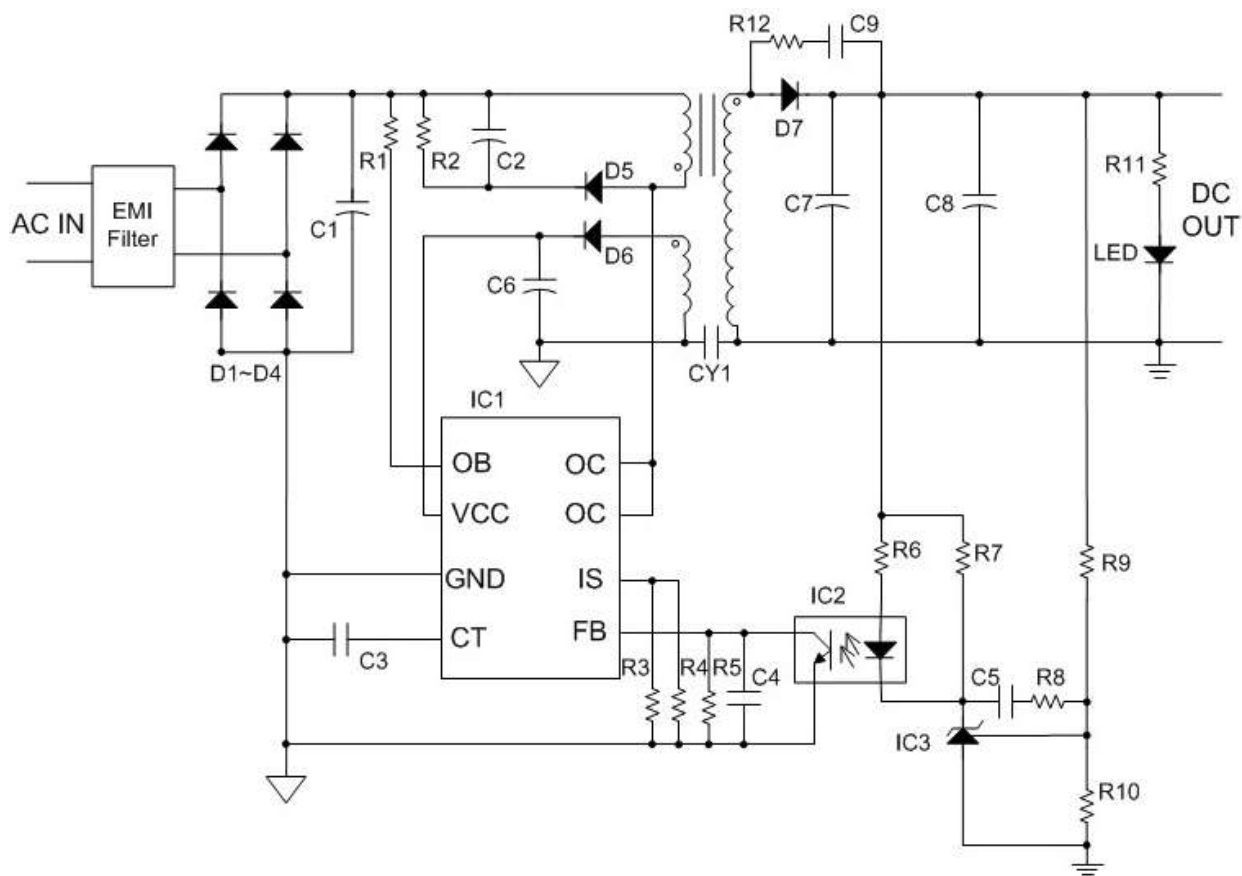 R12
C9
D7
R1
R2
C2
D5
R11
AC IN
EMI
Filter
C1
C7
C8
DC
OUT
D6
LED
C6
D1~D4
CY1
IC1
OB
OC
VCC
OC
R6
R7
R9
GND
IS
IC2
CT
FB
C3
R3
R4
R5
C4
C5
R8
IC3
R10